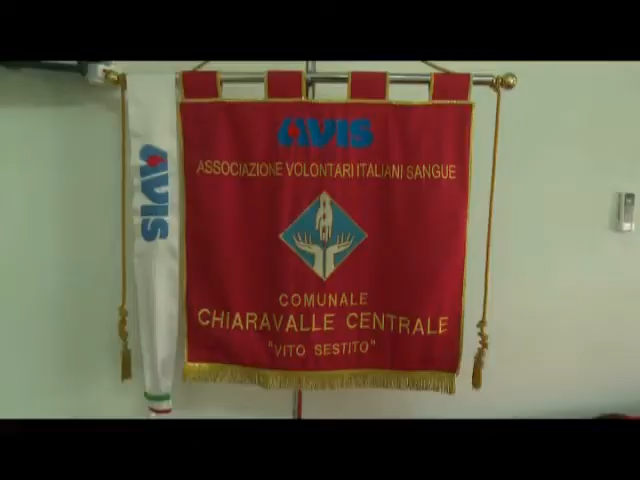 AVIS
AVIS
ASSOCIAZIONE VOLONTARI ITALIANI SANGUE
COMUNALE
CHIARAVALLE CENTRALE
"VITO SESTITO"